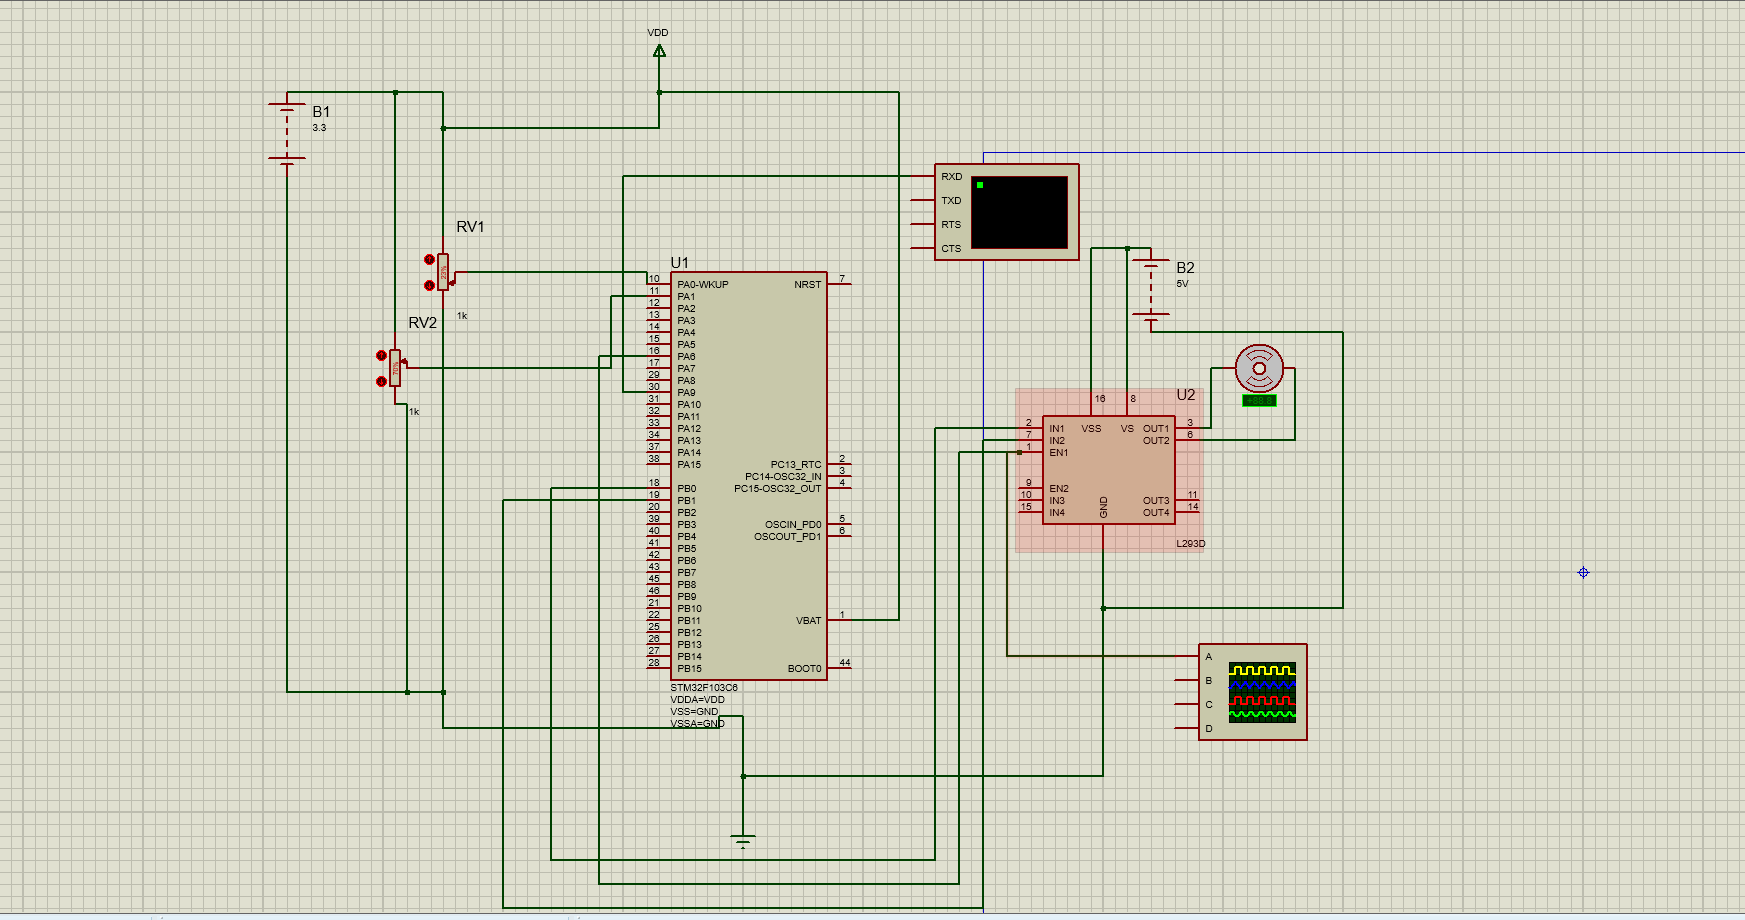 VDD
B1
3.3
RV1
23%
1k
RV2
70%
1k
U1
10 PA0-WKUP
11 PA1
12 PA2
13 PA3
14 PA4
15 PA5
16 PA6
17 PA7
29 PA8
30 PA9
31 PA10
32 PA11
33 PA12
34 PA13
37 PA14
38 PA15
18 PB0
19 PB1
20 PB2
39 PB3
40 PB4
41 PB5
42 PB6
43 PB7
45 PB8
46 PB9
21 PB10
22 PB11
25 PB12
26 PB13
27 PB14
28 PB15
NRST 7
PC13_RTC 2
PC14-OSC32_IN 3
PC15-OSC32_OUT 4
OSCIN_PD0 5
OSCOUT_PD1 6
VBAT 1
BOOT0 44
STM32F103C6
VDDA=VDD
VSS=GND
VSSA=GND
RXD
TXD
RTS
CTS
B2
5V
U2
16
8
2 IN1
7 IN2
1 EN1
9 EN2
10 IN3
15 IN4
VSS
VS
GND
OUT1 3
OUT2 6
OUT3 11
OUT4 14
L293D
A
B
C
D